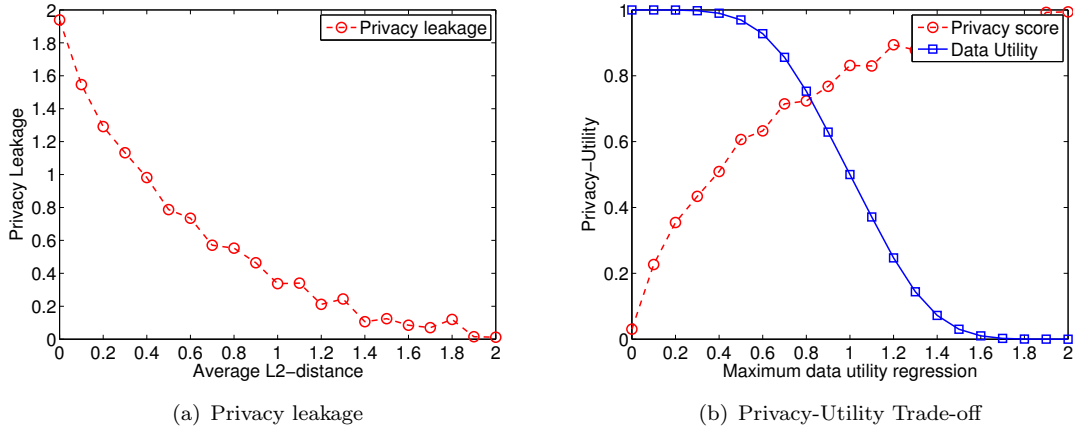 2
1.8
1.6
1.4
1.2
1
0.8
0.6
0.4
0.2
0
Privacy Leakage
Privacy leakage
0 0.2 0.4 0.6 0.8 1 1.2 1.4 1.6 1.8 2
Average L2−distance
(a) Privacy leakage
1
0.8
0.6
0.4
0.2
0
Privacy−Utility
Privacy score
Data Utility
0 0.2 0.4 0.6 0.8 1 1.2 1.4 1.6 1.8 2
Maximum data utility regression
(b) Privacy-Utility Trade-off